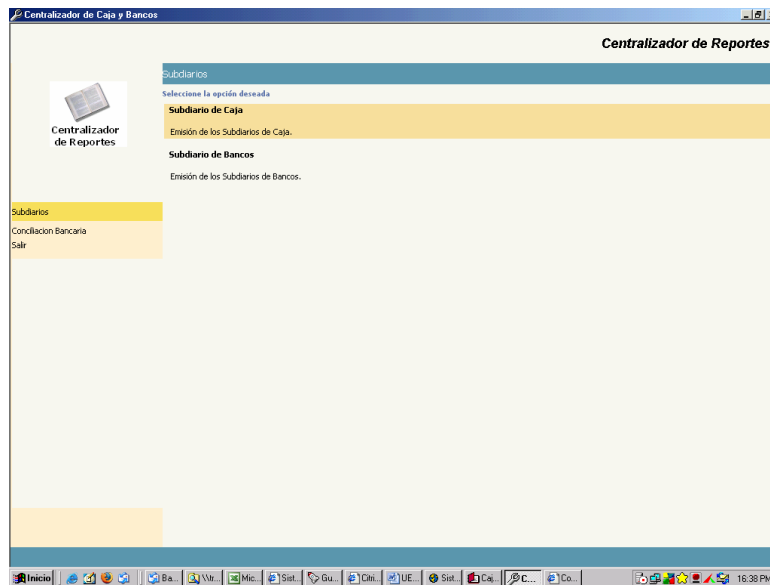 Centralizador de Caja y Bancos
Centralizador de Reportes
Subdiarios
Seleccione la opción deseada
Subdiario de Caja
Emisión de los Subdiarios de Caja.
Subdiario de Bancos
Emisión de los Subdiarios de Bancos.
Centralizador
de Reportes
Subdiarios
Conciliacion Bancaria
Salir
Inicio Ba... Mic... Sist... Gu... Citri... UE... Sist... Caj... C... Co... 16:38 PM